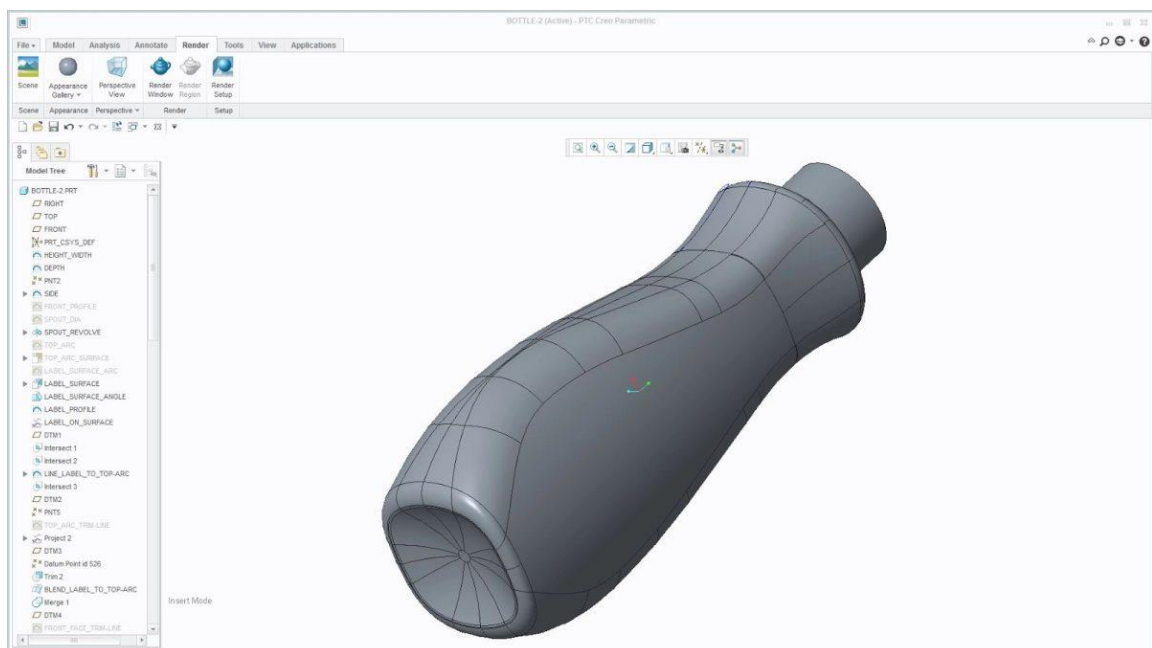 BOTTLE-2 (Active) - PTC Creo Parametric
File Model Analysis Annotate Render Tools View Applications
Scene Appearance Gallery Perspective View Render Window Render Region Render Setup
Scene Appearance Perspective Render Setup
Model Tree
BOTTLE-2.PRT
RIGHT
TOP
FRONT
PRT_CSYS_DEF
HEIGHT_WIDTH
DEPTH
PNT2
SIDE
FRONT_PROFILE
SPOUT_DIA
SPOUT_REVOLVE
TOP_ARC
TOP_ARC_SURFACE
LABEL_SURFACE_ARC
LABEL_SURFACE
LABEL_SURFACE_ANGLE
LABEL_PROFILE
LABEL_ON_SURFACE
DTM1
Intersect 1
Intersect 2
LINE_LABEL_TO_TOP-ARC
Intersect 3
DTM2
PNT5
TOP_ARC_TRIM-LINE
Project 2
DTM3
Datum Point id 526
Trim 2
BLEND_LABEL_TO_TOP-ARC
Merge 1
DTM4
FRONT_FACE_TRIM-LINE
Insert Mode